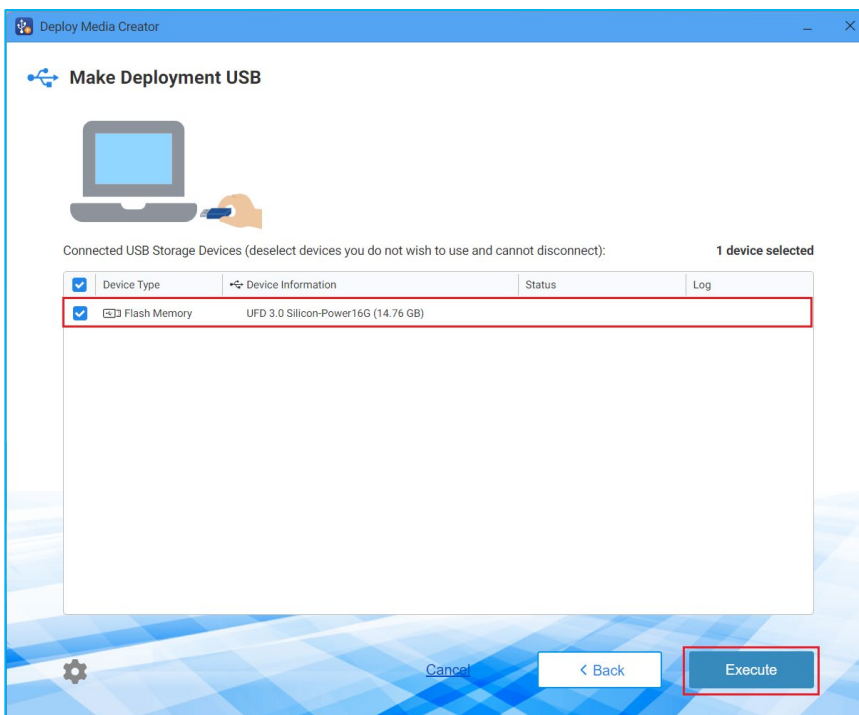 Deploy Media Creator
Make Deployment USB
Connected USB Storage Devices (deselect devices you do not wish to use and cannot disconnect): 1 device selected
Device Type Device Information Status Log
Flash Memory UFD 3.0 Silicon-Power16G (14.76 GB)
Cancel < Back Execute